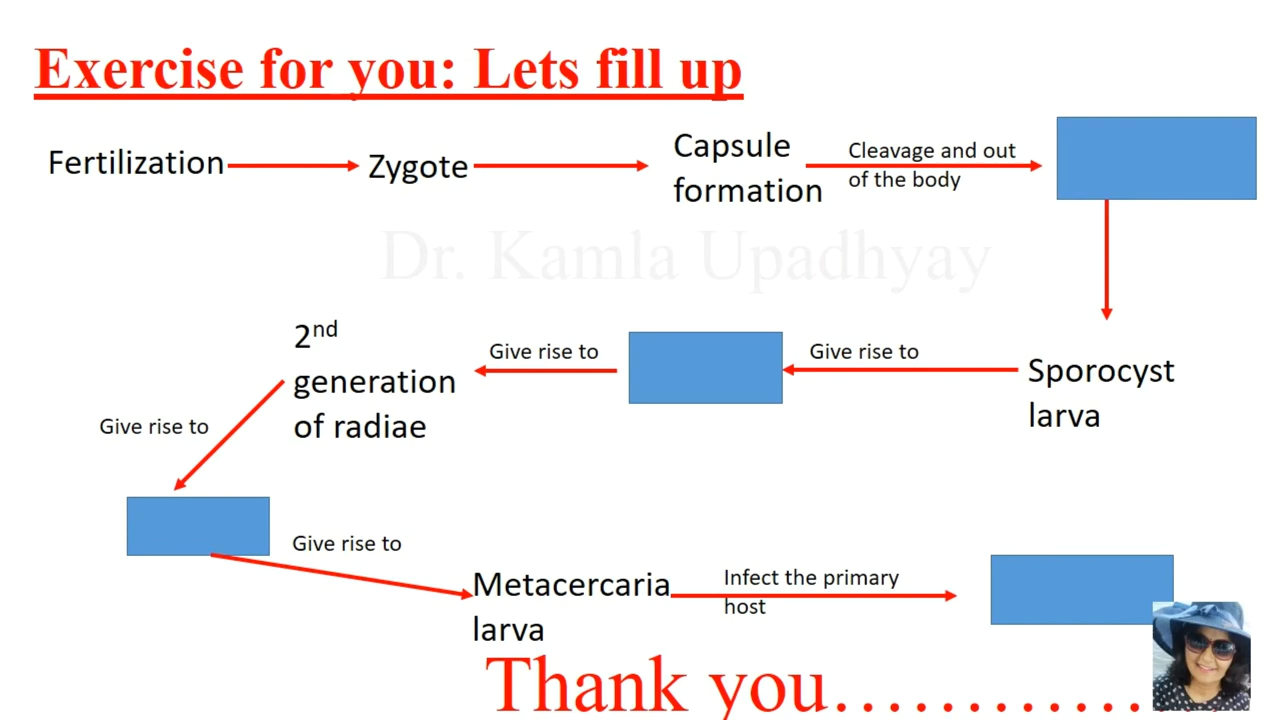 Exercise for you: Lets fill up
Fertilization
Zygote
Capsule
formation
Cleavage and out
of the body
Dr. Kamla Upadhyay
Sporocyst
larva
Give rise to
Give rise to
2nd
generation
of radiae
Give rise to
Give rise to
Metacercaria
larva
Infect the primary
host
Thank you............